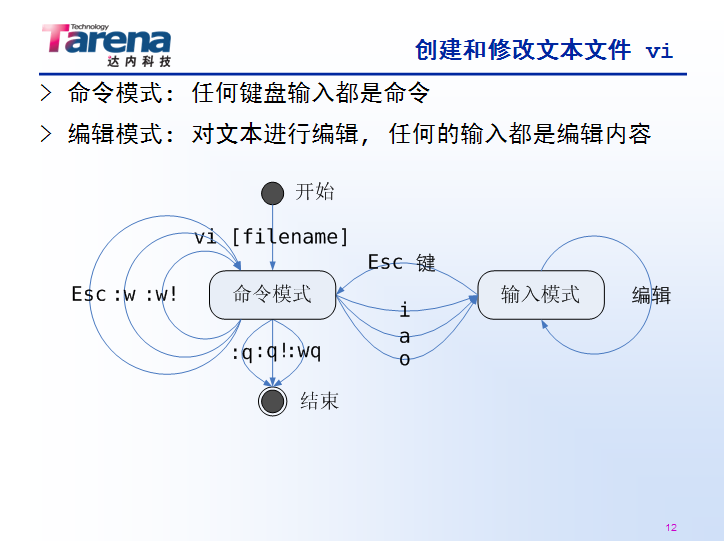 Technology
Tarena
达内科技
创建和修改文本文件 vi
> 命令模式: 任何键盘输入都是命令
> 编辑模式: 对文本进行编辑, 任何的输入都是编辑内容
开始
vi [filename]
Esc 键
Esc :w :w!
命令模式
输入模式
编辑
i
a
o
:q :q! :wq
结束
12